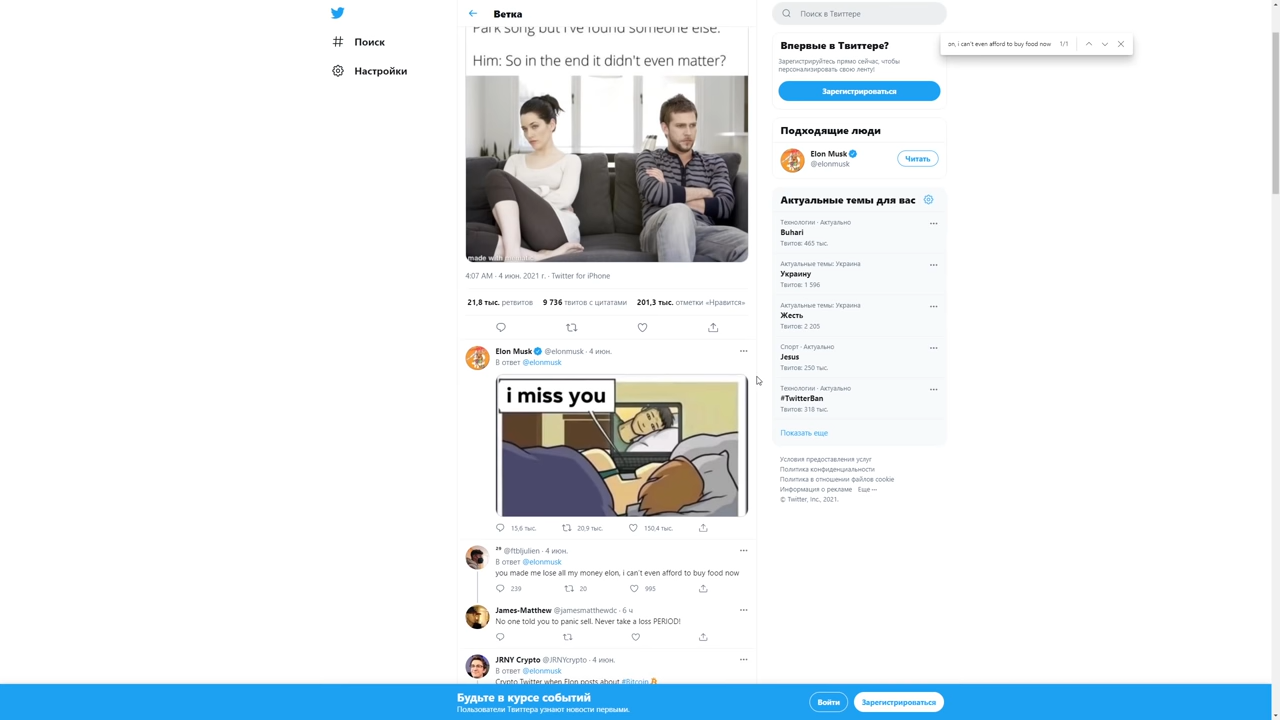 Ветка
Поиск
Настройки
Park song but I've found someone else.
Him: So in the end it didn't even matter?
4:07 AM · 4 июн. 2021 г. · Twitter for iPhone
21,8 тыс. ретвитов 9 736 твитов с цитатами 201,3 тыс. отметки «Нравится»
Elon Musk @elonmusk · 4 июн.
В ответ @elonmusk
i miss you
15,6 тыс. 20,9 тыс. 150,4 тыс.
²⁹ @ftbljulien · 4 июн.
В ответ @elonmusk
you made me lose all my money elon, i can't even afford to buy food now
239 20 995
James-Matthew @jamesmatthewdc · 6 ч
No one told you to panic sell. Never take a loss PERIOD!
JRNY Crypto @JRNYcrypto · 4 июн.
В ответ @elonmusk
Crypto Twitter when Elon posts about #Bitcoin
Поиск в Твиттере
on, i can't even afford to buy food now 1/1
Впервые в Твиттере?
Зарегистрируйтесь прямо сейчас, чтобы
персонализировать свою ленту!
Зарегистрироваться
Подходящие люди
Elon Musk
@elonmusk
Читать
Актуальные темы для вас
Технологии · Актуально
Buhari
Твитов: 465 тыс.
Актуальные темы: Украина
Украину
Твитов: 1 596
Актуальные темы: Украина
Жесть
Твитов: 2 205
Спорт · Актуально
Jesus
Твитов: 250 тыс.
Технологии · Актуально
#TwitterBan
Твитов: 318 тыс.
Показать еще
Условия предоставления услуг
Политика конфиденциальности
Политика в отношении файлов cookie
Информация о рекламе Еще ···
© Twitter, Inc., 2021.
Будьте в курсе событий
Пользователи Твиттера узнают новости первыми.
Войти
Зарегистрироваться
made with